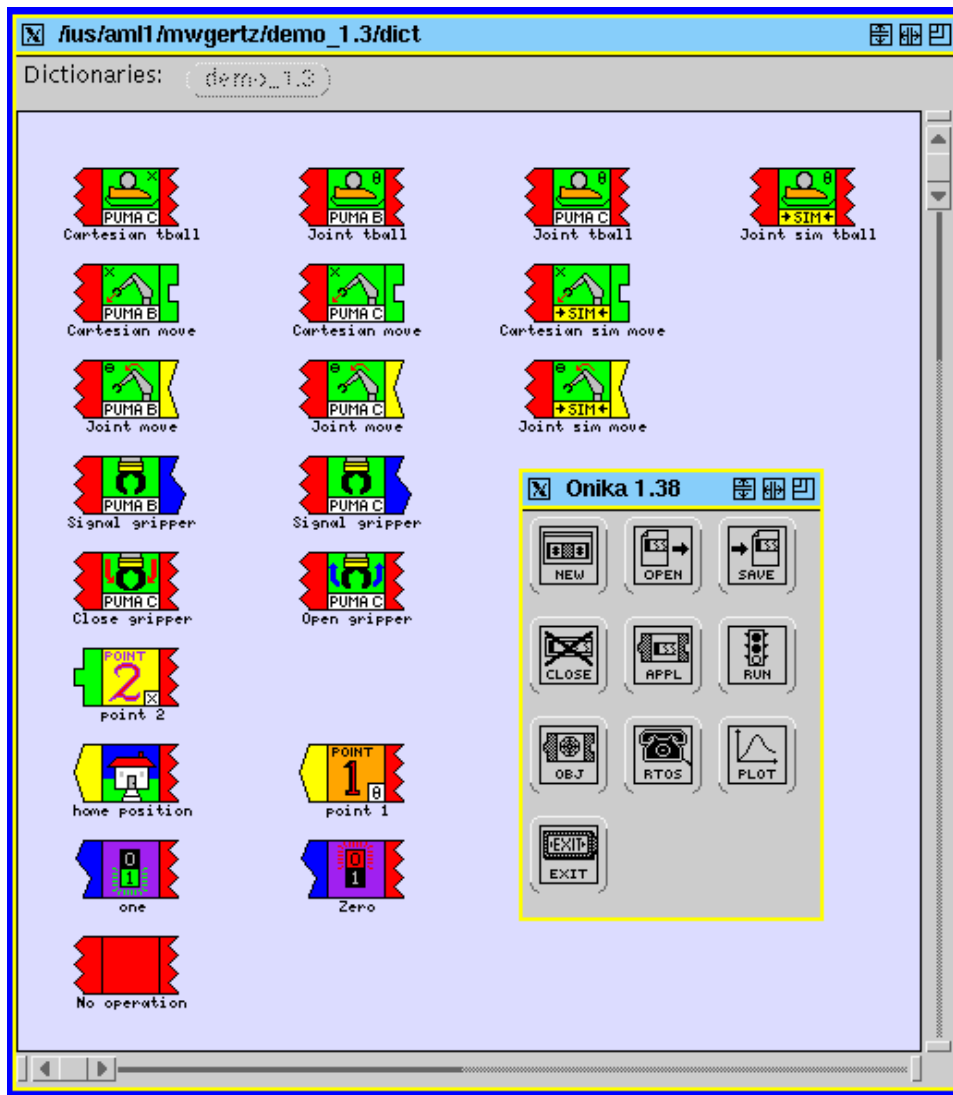 /ius/aml1/mwgertz/demo_1.3/dict
Dictionaries: demo_1.3
X θ θ θ
PUMA C PUMA B PUMA C →SIM←
Cartesian tball Joint tball Joint tball Joint sim tball
X X X
PUMA B PUMA C →SIM←
Cartesian move Cartesian move Cartesian sim move
θ θ θ
PUMA B PUMA C →SIM←
Joint move Joint move Joint sim move
PUMA B PUMA C
Signal gripper Signal gripper
PUMA C PUMA C
Close gripper Open gripper
POINT
2
X
point 2
POINT
1
θ
home position point 1
0 0
1 1
one Zero
No operation
Onika 1.38
NEW OPEN SAVE
CLOSE APPL RUN
OBJ RTOS PLOT
EXIT
EXIT